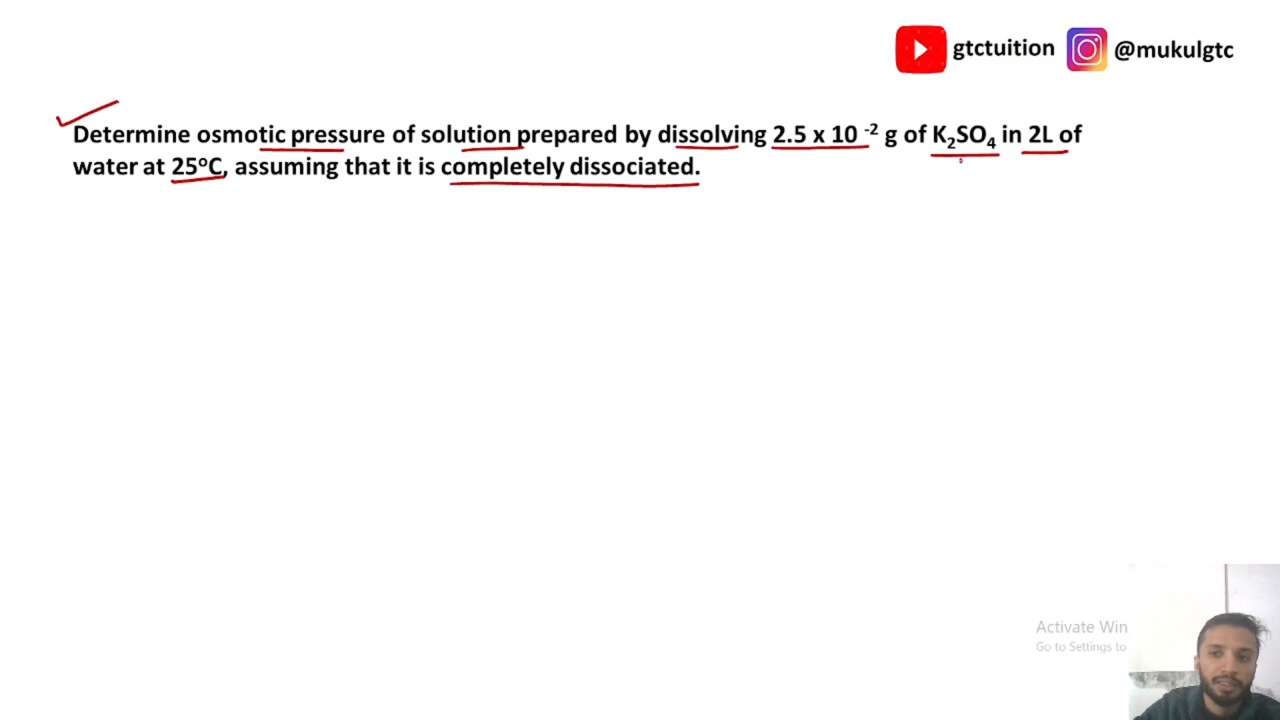 gtctuition @mukulgtc
Determine osmotic pressure of solution prepared by dissolving 2.5 x 10 ⁻² g of K₂SO₄ in 2L of
water at 25ᵒC, assuming that it is completely dissociated.
Activate Win
Go to Settings to